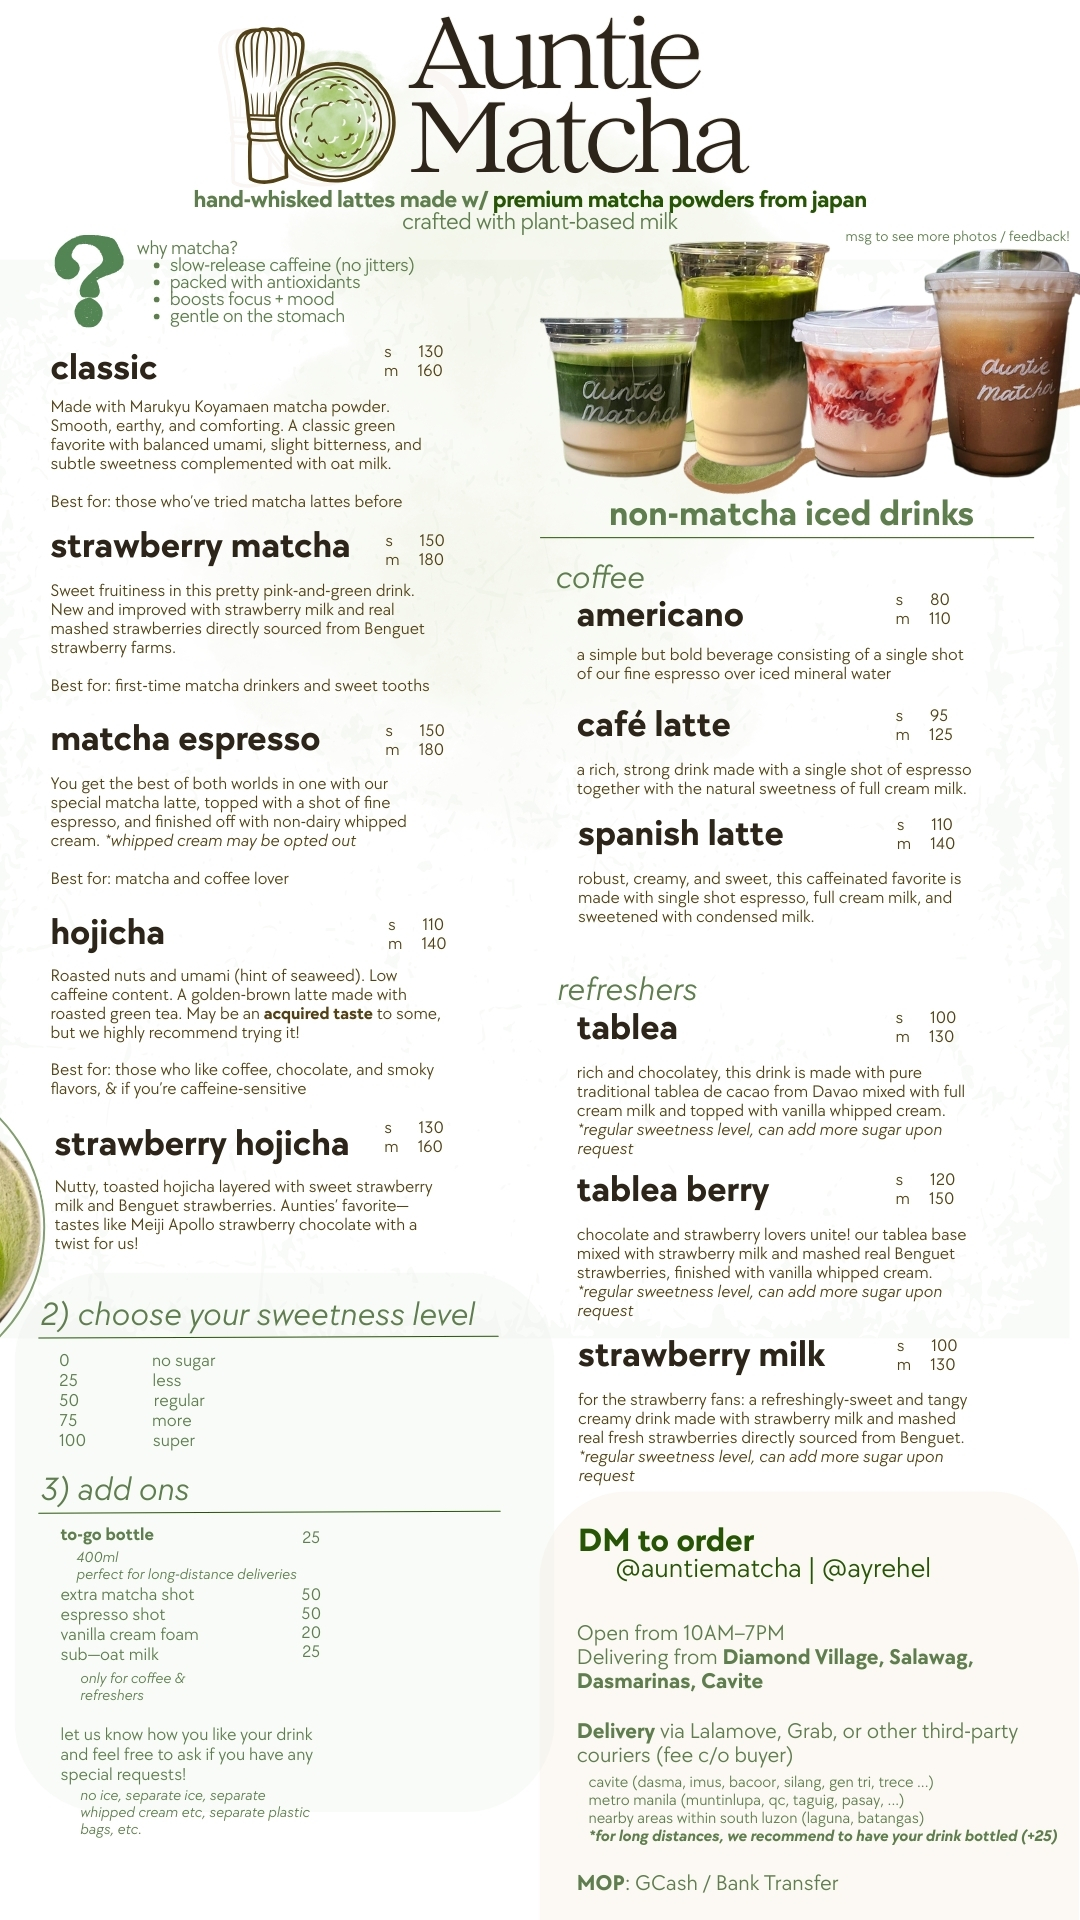 Auntie
Matcha
hand-whisked lattes made w/ premium matcha powders from japan
crafted with plant-based milk
msg to see more photos / feedback!
?
why matcha?
• slow-release caffeine (no jitters)
• packed with antioxidants
• boosts focus + mood
• gentle on the stomach
classic
s 130
m 160
Made with Marukyu Koyamaen matcha powder.
Smooth, earthy, and comforting. A classic green
favorite with balanced umami, slight bitterness, and
subtle sweetness complemented with oat milk.
Best for: those who've tried matcha lattes before
strawberry matcha
s 150
m 180
Sweet fruitiness in this pretty pink-and-green drink.
New and improved with strawberry milk and real
mashed strawberries directly sourced from Benguet
strawberry farms.
Best for: first-time matcha drinkers and sweet tooths
matcha espresso
s 150
m 180
You get the best of both worlds in one with our
special matcha latte, topped with a shot of fine
espresso, and finished off with non-dairy whipped
cream. *whipped cream may be opted out
Best for: matcha and coffee lover
hojicha
s 110
m 140
Roasted nuts and umami (hint of seaweed). Low
caffeine content. A golden-brown latte made with
roasted green tea. May be an acquired taste to some,
but we highly recommend trying it!
Best for: those who like coffee, chocolate, and smoky
flavors, & if you're caffeine-sensitive
strawberry hojicha
s 130
m 160
Nutty, toasted hojicha layered with sweet strawberry
milk and Benguet strawberries. Aunties' favorite—
tastes like Meiji Apollo strawberry chocolate with a
twist for us!
2) choose your sweetness level
0 no sugar
25 less
50 regular
75 more
100 super
3) add ons
to-go bottle 25
400ml
perfect for long-distance deliveries
extra matcha shot 50
espresso shot 50
vanilla cream foam 20
sub—oat milk 25
only for coffee &
refreshers
let us know how you like your drink
and feel free to ask if you have any
special requests!
no ice, separate ice, separate
whipped cream etc, separate plastic
bags, etc.
auntie
matcha
auntie
matcha
auntie
matcha
non-matcha iced drinks
coffee
americano
s 80
m 110
a simple but bold beverage consisting of a single shot
of our fine espresso over iced mineral water
café latte
s 95
m 125
a rich, strong drink made with a single shot of espresso
together with the natural sweetness of full cream milk.
spanish latte
s 110
m 140
robust, creamy, and sweet, this caffeinated favorite is
made with single shot espresso, full cream milk, and
sweetened with condensed milk.
refreshers
tablea
s 100
m 130
rich and chocolatey, this drink is made with pure
traditional tablea de cacao from Davao mixed with full
cream milk and topped with vanilla whipped cream.
*regular sweetness level, can add more sugar upon
request
tablea berry
s 120
m 150
chocolate and strawberry lovers unite! our tablea base
mixed with strawberry milk and mashed real Benguet
strawberries, finished with vanilla whipped cream.
*regular sweetness level, can add more sugar upon
request
strawberry milk
s 100
m 130
for the strawberry fans: a refreshingly-sweet and tangy
creamy drink made with strawberry milk and mashed
real fresh strawberries directly sourced from Benguet.
*regular sweetness level, can add more sugar upon
request
DM to order
@auntiematcha | @ayrehel
Open from 10AM–7PM
Delivering from Diamond Village, Salawag,
Dasmarinas, Cavite
Delivery via Lalamove, Grab, or other third-party
couriers (fee c/o buyer)
cavite (dasma, imus, bacoor, silang, gen tri, trece ...)
metro manila (muntinlupa, qc, taguig, pasay, ...)
nearby areas within south luzon (laguna, batangas)
*for long distances, we recommend to have your drink bottled (+25)
MOP: GCash / Bank Transfer